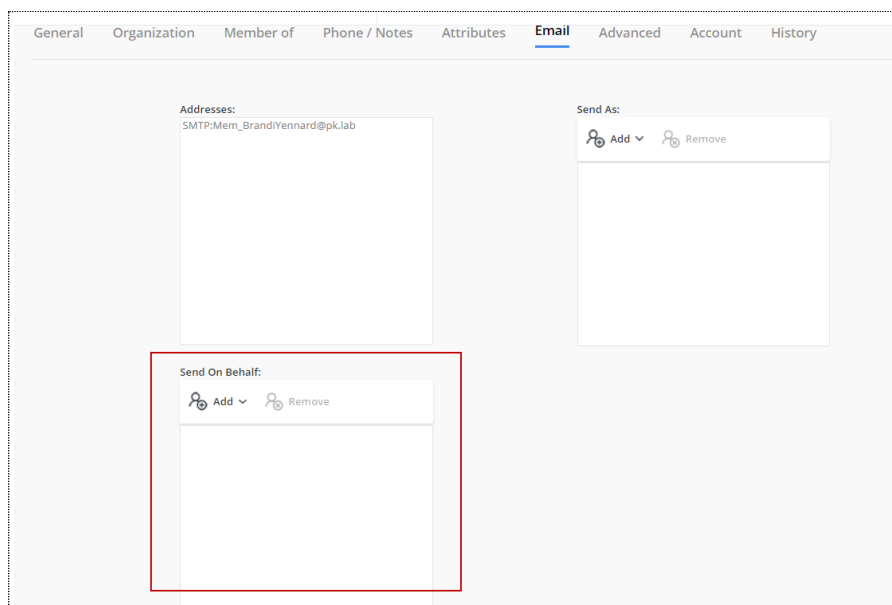 General Organization Member of Phone / Notes Attributes Email Advanced Account History
Addresses:
SMTP:Mem_BrandiYennard@pk.lab
Send As:
Add Remove
Send On Behalf:
Add Remove